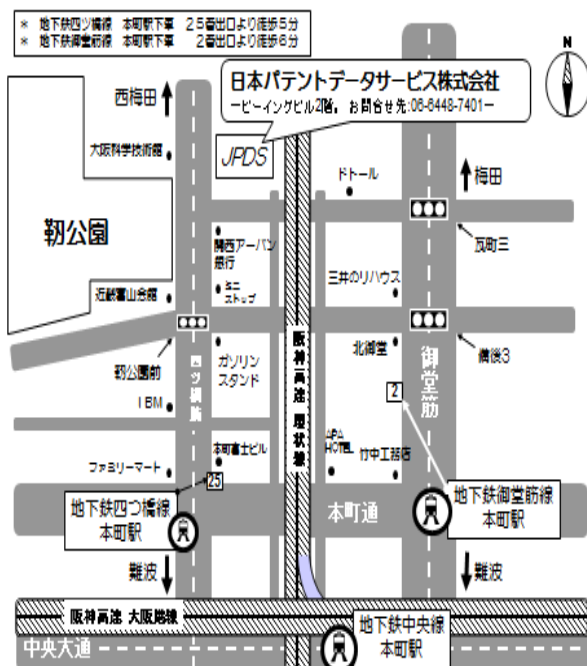 * 地下鉄四ツ橋線 本町駅下車 25番出口より徒歩5分
* 地下鉄御堂筋線 本町駅下車 2番出口より徒歩6分
N
日本パテントデータサービス株式会社
ービーイングビル2階， お問合せ先:06-6448-7401ー
西梅田
大阪科学技術館
JPDS
ドトール
梅田
靭公園
関西アーバン
銀行
瓦町三
ミニ
ストップ
三井のリハウス
近畿富山会館
靭公園前
四ツ橋筋
ガソリン
スタンド
阪神高速 環状線
北御堂
御堂筋
備後3
IBM
2
本町富士ビル
APA
HOTEL
竹中工務店
ファミリーマート
25
地下鉄四つ橋線
本町駅
本町通
地下鉄御堂筋線
本町駅
難波
難波
阪神高速 大阪港線
中央大通
地下鉄中央線
本町駅